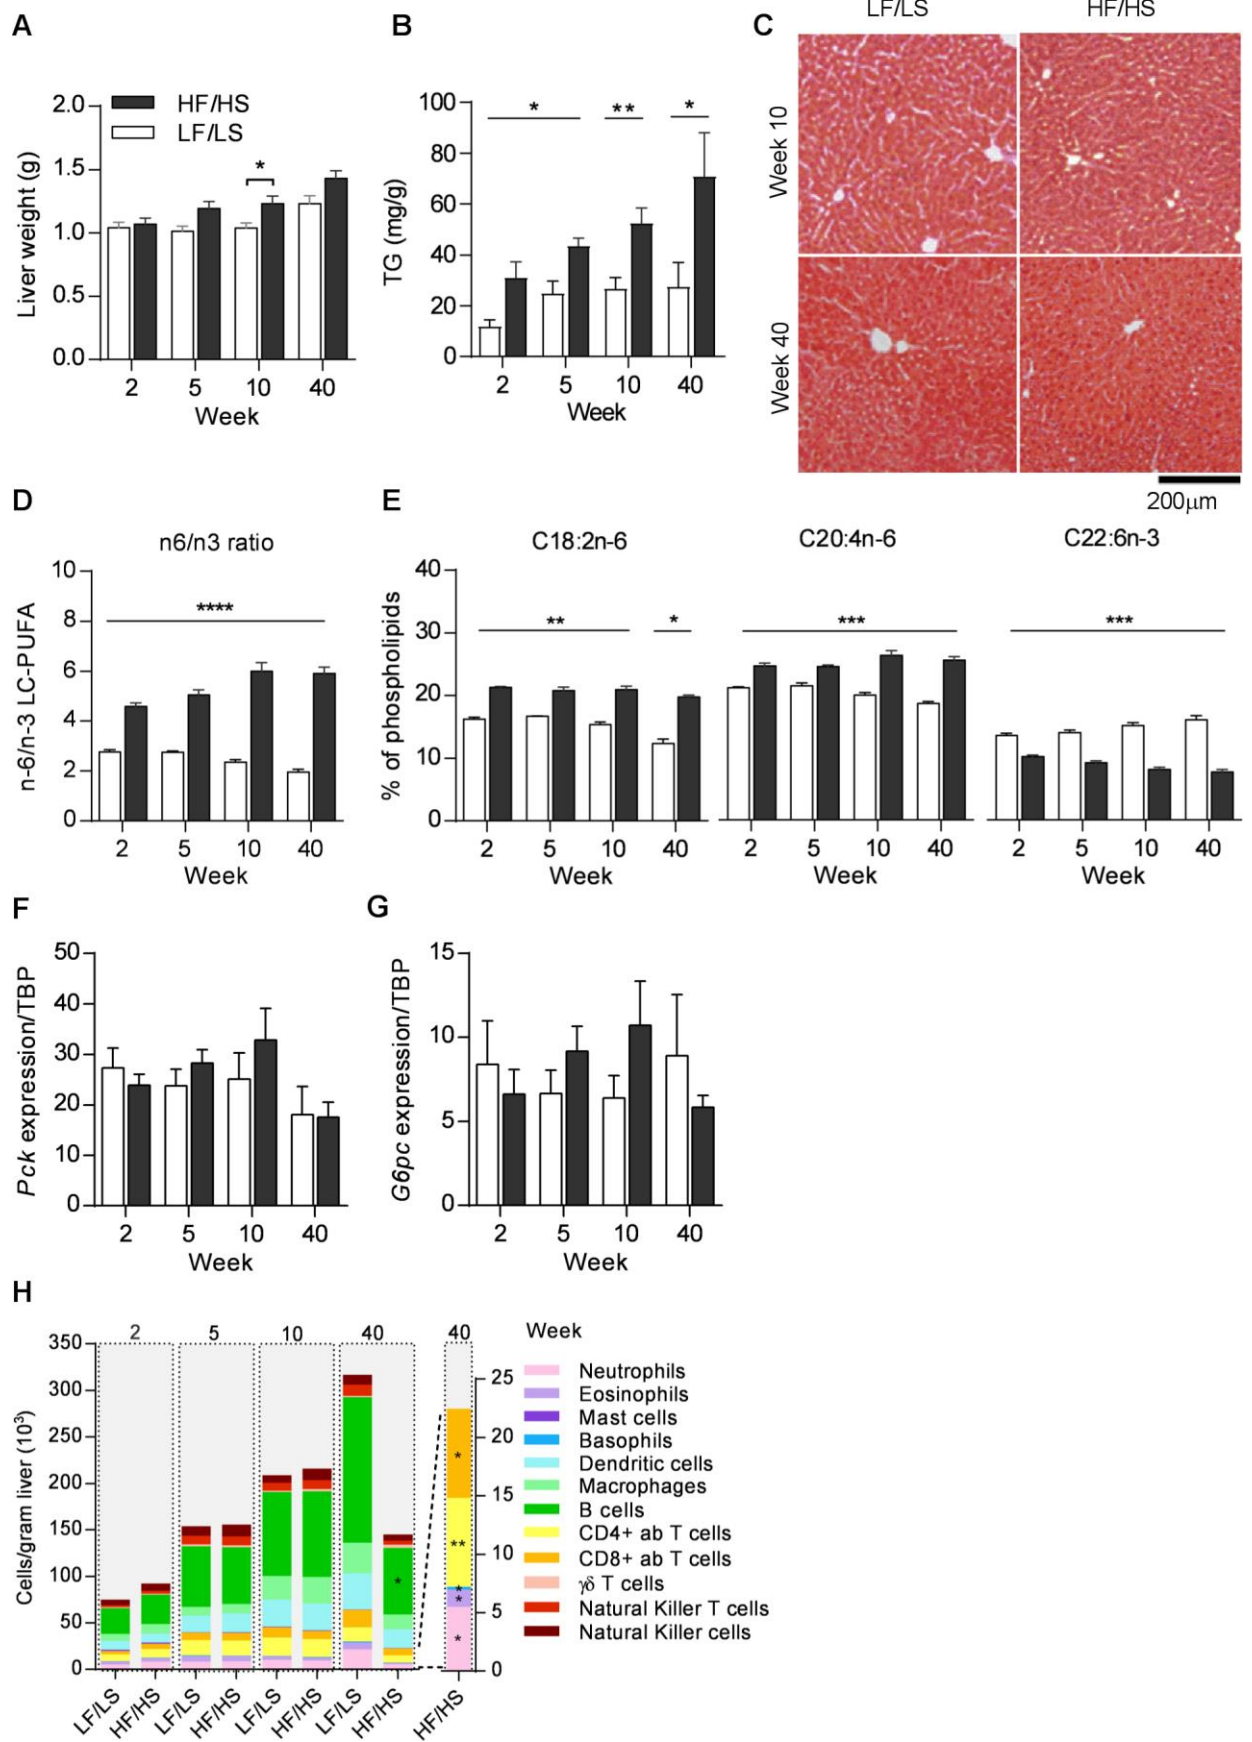 A
HF/HS
LF/LS
2.0
1.5
1.0
0.5
0.0
Liver weight (g)
*
2 5 10 40
Week
B
100
80
60
40
20
0
TG (mg/g)
* ** *
2 5 10 40
Week
C
LF/LS HF/HS
Week 10
Week 40
200µm
D
n6/n3 ratio
10
8
6
4
2
0
n-6/n-3 LC-PUFA
****
2 5 10 40
Week
E
C18:2n-6 C20:4n-6 C22:6n-3
40
30
20
10
0
% of phospholipids
** * *** ***
2 5 10 40 2 5 10 40 2 5 10 40
Week Week Week
F
50
40
30
20
10
0
Pck expression/TBP
2 5 10 40
Week
G
15
10
5
0
G6pc expression/TBP
2 5 10 40
Week
H
2 5 10 40 40 Week
350
300
250
200
150
100
50
0
Cells/gram liver (10³)
*
LF/LS HF/HS LF/LS HF/HS LF/LS HF/HS LF/LS HF/HS HF/HS
25
20
15
10
5
0
*
**
*
*
*
Neutrophils
Eosinophils
Mast cells
Basophils
Dendritic cells
Macrophages
B cells
CD4+ ab T cells
CD8+ ab T cells
γδ T cells
Natural Killer T cells
Natural Killer cells